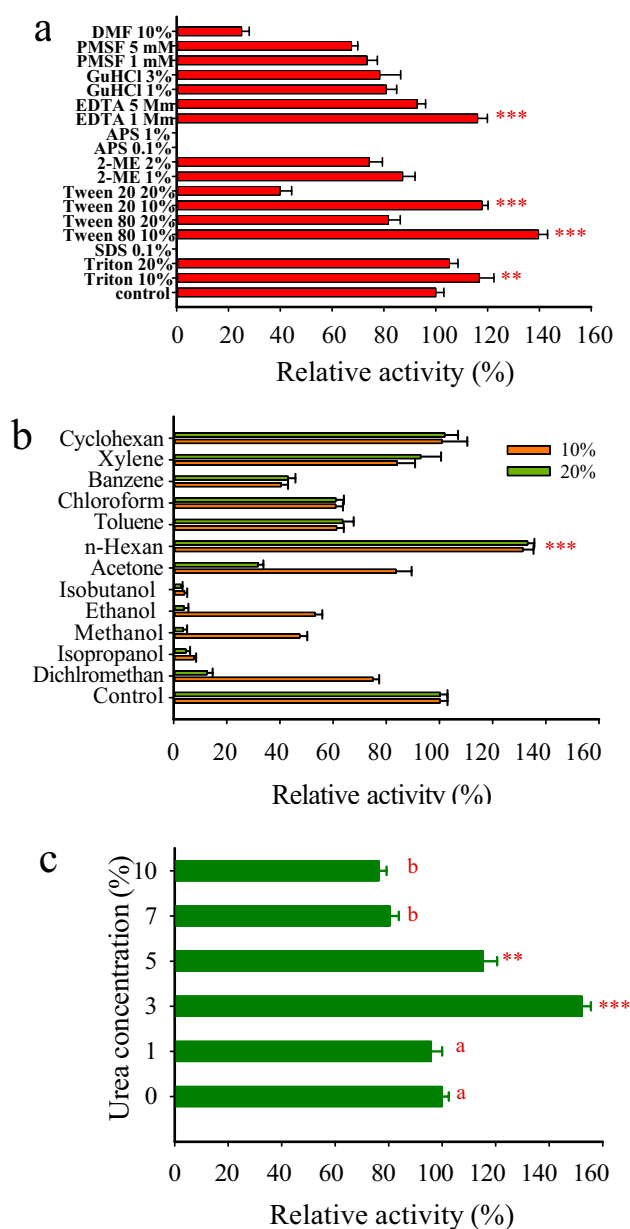 a
DMF 10%
PMSF 5 mM
PMSF 1 mM
GuHCl 3%
GuHCl 1%
EDTA 5 Mm
EDTA 1 Mm ***
APS 1%
APS 0.1%
2-ME 2%
2-ME 1%
Tween 20 20%
Tween 20 10% ***
Tween 80 20%
Tween 80 10% ***
SDS 0.1%
Triton 20%
Triton 10% **
control
0 20 40 60 80 100 120 140 160
Relative activity (%)
b
Cyclohexan
Xylene
Banzene
Chloroform
Toluene
n-Hexan ***
Acetone
Isobutanol
Ethanol
Methanol
Isopropanol
Dichlromethan
Control
10%
20%
0 20 40 60 80 100 120 140 160
Relative activity (%)
c
Urea concentration (%)
10 b
7 b
5 **
3 ***
1 a
0 a
0 20 40 60 80 100 120 140 160
Relative activity (%)